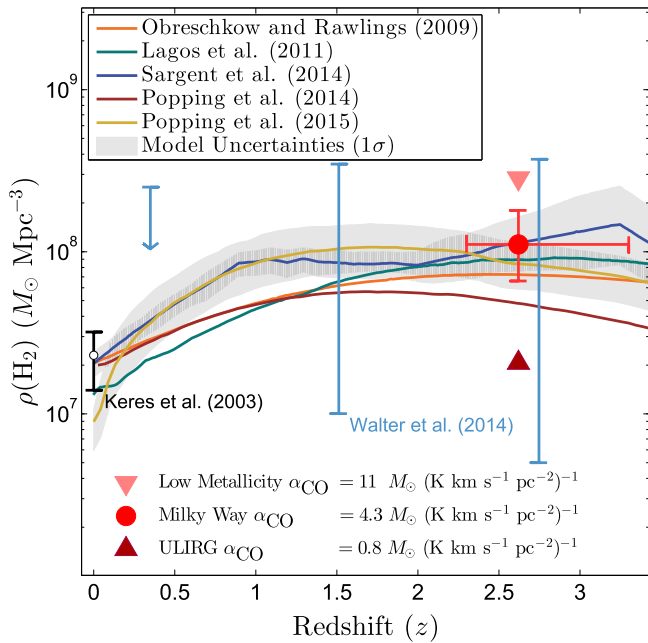 Obreschkow and Rawlings (2009)
Lagos et al. (2011)
Sargent et al. (2014)
Popping et al. (2014)
Popping et al. (2015)
Model Uncertainties (1σ)
10⁹
10⁸
10⁷
ρ(H₂) (M⊙ Mpc⁻³)
Keres et al. (2003)
Walter et al. (2014)
Low Metallicity α_CO = 11 M⊙ (K km s⁻¹ pc⁻²)⁻¹
Milky Way α_CO = 4.3 M⊙ (K km s⁻¹ pc⁻²)⁻¹
ULIRG α_CO = 0.8 M⊙ (K km s⁻¹ pc⁻²)⁻¹
0 0.5 1 1.5 2 2.5 3
Redshift (z)